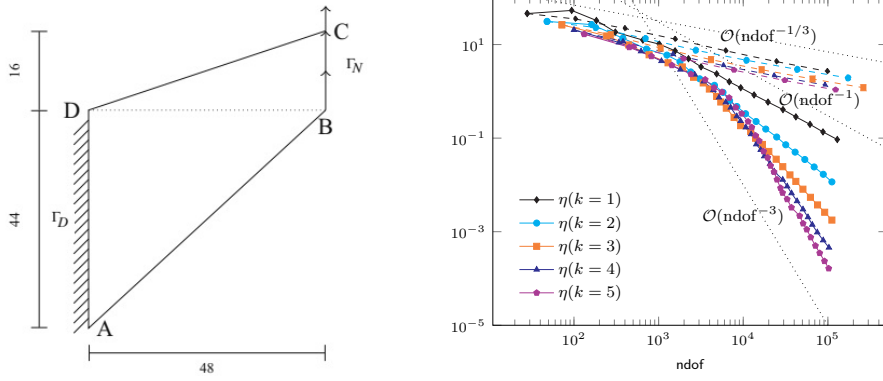 C
Γ_N
16
D
B
44
Γ_D
A
48
10^1
10^{-1}
10^{-3}
10^{-5}
O(ndof^{-1/3})
O(ndof^{-1})
O(ndof^{-3})
η(k = 1)
η(k = 2)
η(k = 3)
η(k = 4)
η(k = 5)
10^2
10^3
10^4
10^5
ndof